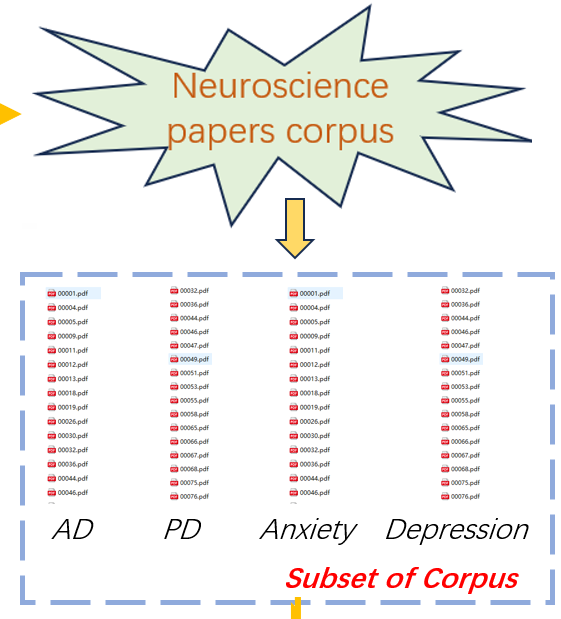 Neuroscience
papers corpus
00001.pdf
00004.pdf
00005.pdf
00009.pdf
00011.pdf
00012.pdf
00013.pdf
00018.pdf
00019.pdf
00026.pdf
00030.pdf
00032.pdf
00036.pdf
00044.pdf
00046.pdf
AD
00032.pdf
00036.pdf
00044.pdf
00046.pdf
00047.pdf
00049.pdf
00051.pdf
00053.pdf
00055.pdf
00058.pdf
00065.pdf
00066.pdf
00067.pdf
00068.pdf
00075.pdf
00076.pdf
PD
00001.pdf
00004.pdf
00005.pdf
00009.pdf
00011.pdf
00012.pdf
00013.pdf
00018.pdf
00019.pdf
00026.pdf
00030.pdf
00032.pdf
00036.pdf
00044.pdf
00046.pdf
Anxiety
00032.pdf
00036.pdf
00044.pdf
00046.pdf
00047.pdf
00049.pdf
00051.pdf
00053.pdf
00055.pdf
00058.pdf
00065.pdf
00066.pdf
00067.pdf
00068.pdf
00075.pdf
00076.pdf
Depression
Subset of Corpus